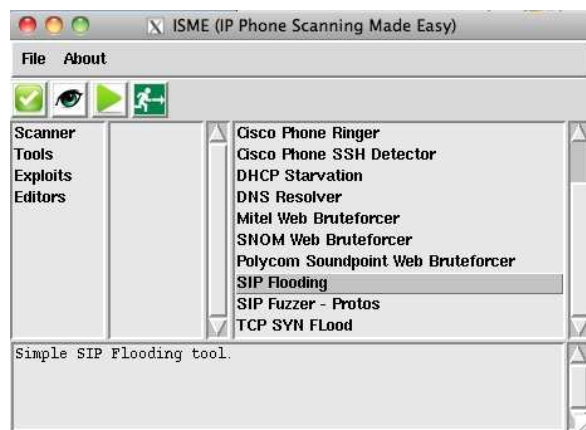 ISME (IP Phone Scanning Made Easy)
File About
Scanner
Tools
Exploits
Editors
Cisco Phone Ringer
Cisco Phone SSH Detector
DHCP Starvation
DNS Resolver
Mitel Web Bruteforcer
SNOM Web Bruteforcer
Polycom Soundpoint Web Bruteforcer
SIP Flooding
SIP Fuzzer - Protos
TCP SYN FLood
Simple SIP Flooding tool.